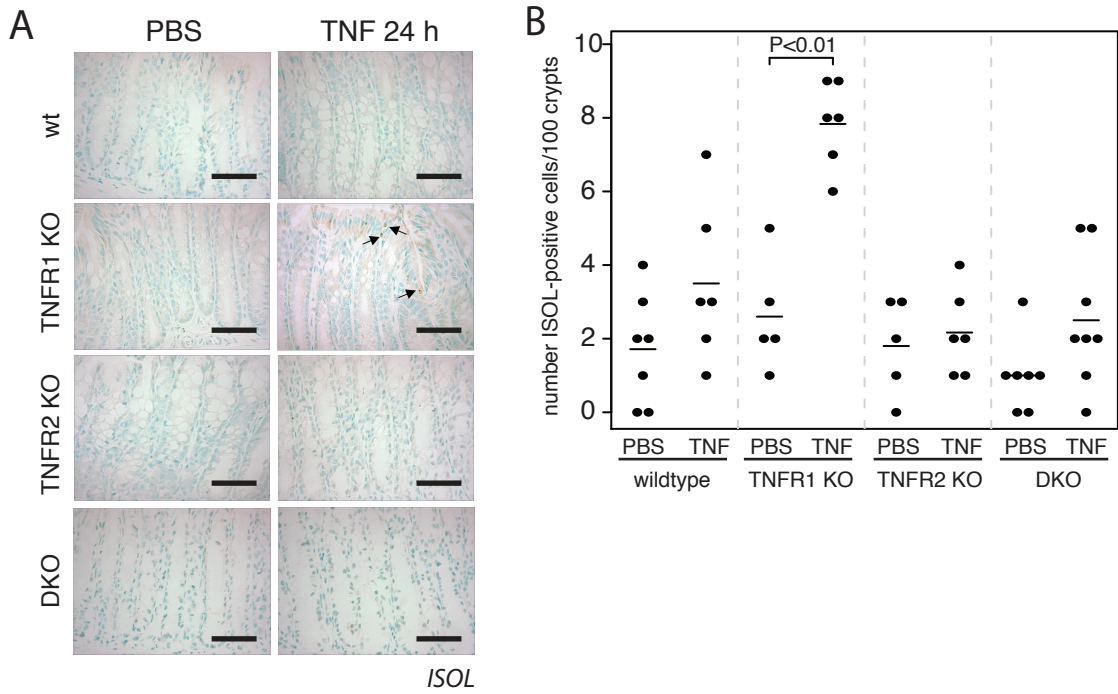 A
PBS TNF 24 h
wt
TNFR1 KO
TNFR2 KO
DKO
ISOL
B
number ISOL-positive cells/100 crypts
10
8
6
4
2
0
P<0.01
PBS TNF PBS TNF PBS TNF PBS TNF
wildtype TNFR1 KO TNFR2 KO DKO